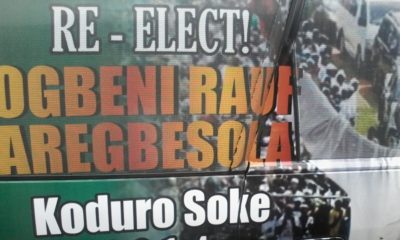 RE - ELECT!
OGBENI RAUF
AREGBESOLA
Koduro Soke